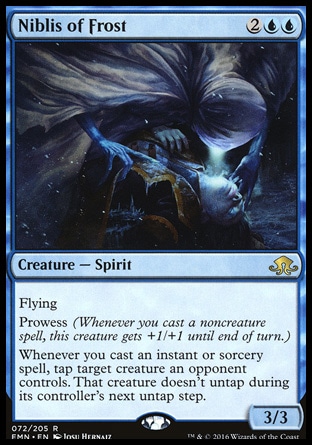 Niblis of Frost 2
Creature — Spirit
Flying
Prowess (Whenever you cast a noncreature
spell, this creature gets +1/+1 until end of turn.)
Whenever you cast an instant or sorcery
spell, tap target creature an opponent
controls. That creature doesn't untap during
its controller's next untap step.
072/205 R
EMN • EN Josu Hernaiz
3/3
™ & © 2016 Wizards of the Coast